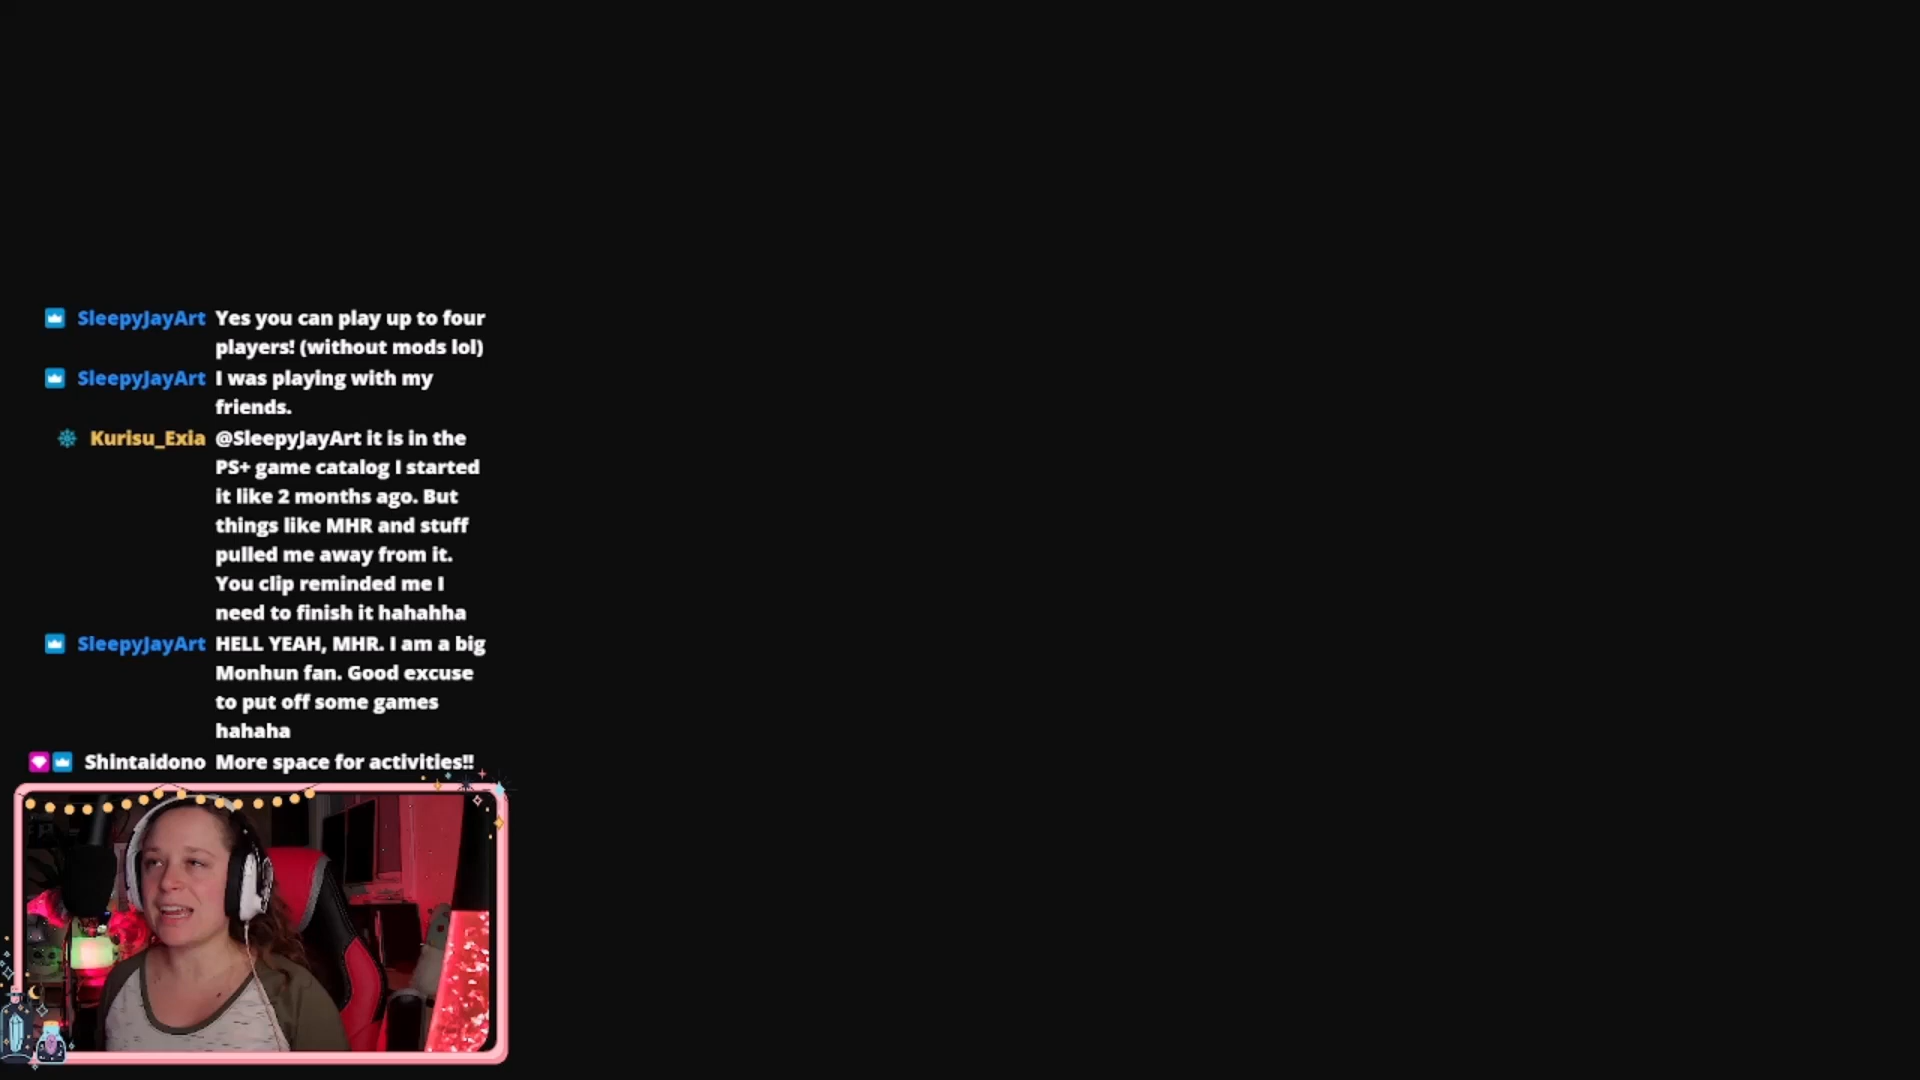 SleepyJayArt Yes you can play up to four
players! (without mods lol)
SleepyJayArt I was playing with my
friends.
Kurisu_Exia @SleepyJayArt it is in the
PS+ game catalog I started
it like 2 months ago. But
things like MHR and stuff
pulled me away from it.
You clip reminded me I
need to finish it hahahha
SleepyJayArt HELL YEAH, MHR. I am a big
Monhun fan. Good excuse
to put off some games
hahaha
Shintaidono More space for activities!!